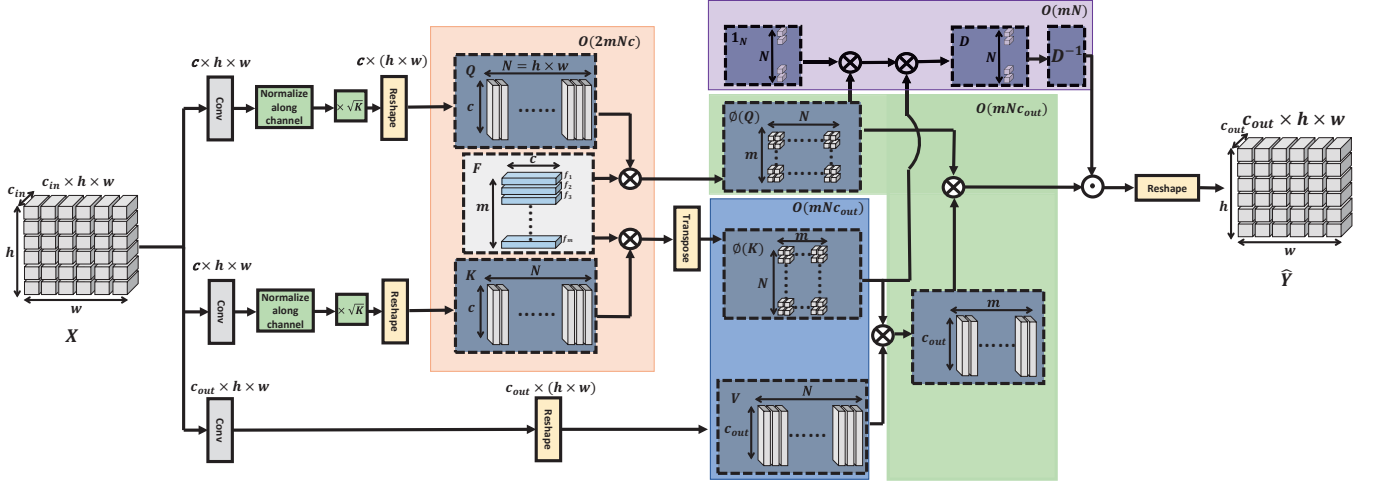 c_in
c_in × h × w
h
w
X
c × h × w
Conv
Normalize
along
channel
× √K
c × (h × w)
Reshape
c × h × w
Conv
Normalize
along
channel
× √K
Reshape
c_out × h × w
Conv
c_out × (h × w)
Reshape
O(2mNc)
Q
N = h × w
c
......
F
c
m
f_1
f_2
f_3
f_m
K
N
c
......
Transpose
O(mN)
1_N
N
D
N
D⁻¹
O(mNc_out)
∅(Q)
N
m
O(mNc_out)
∅(K)
m
N
V
N
c_out
......
m
c_out
......
Reshape
c_out
c_out × h × w
h
w
Ŷ